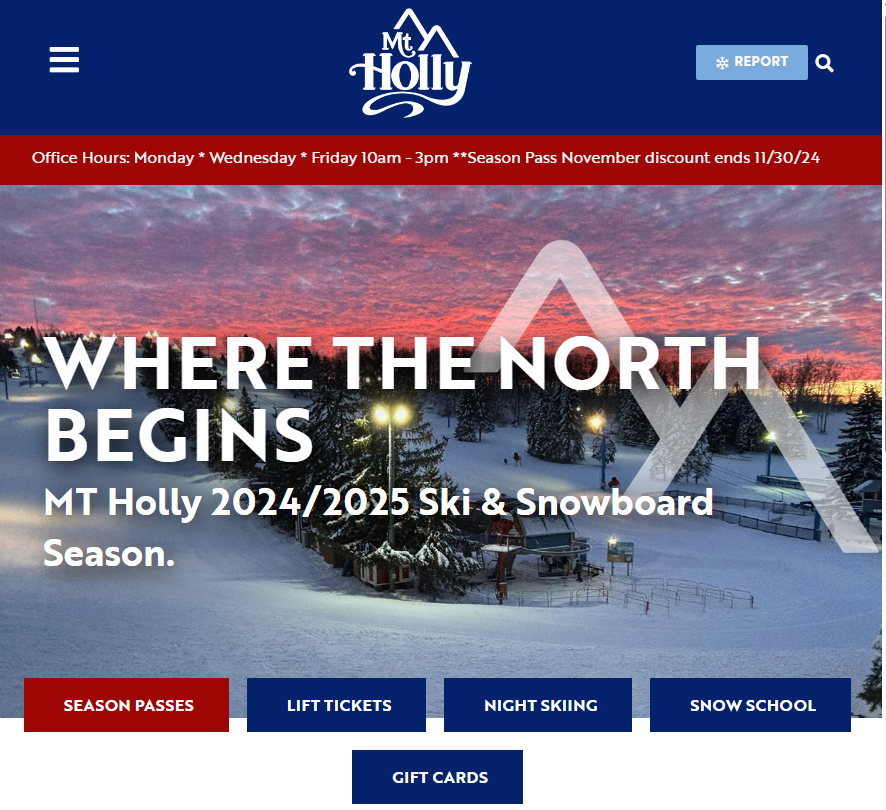 Mt
Holly
REPORT
Office Hours: Monday * Wednesday * Friday 10am - 3pm **Season Pass November discount ends 11/30/24
WHERE THE NORTH
BEGINS
MT Holly 2024/2025 Ski & Snowboard
Season.
SEASON PASSES
LIFT TICKETS
NIGHT SKIING
SNOW SCHOOL
GIFT CARDS